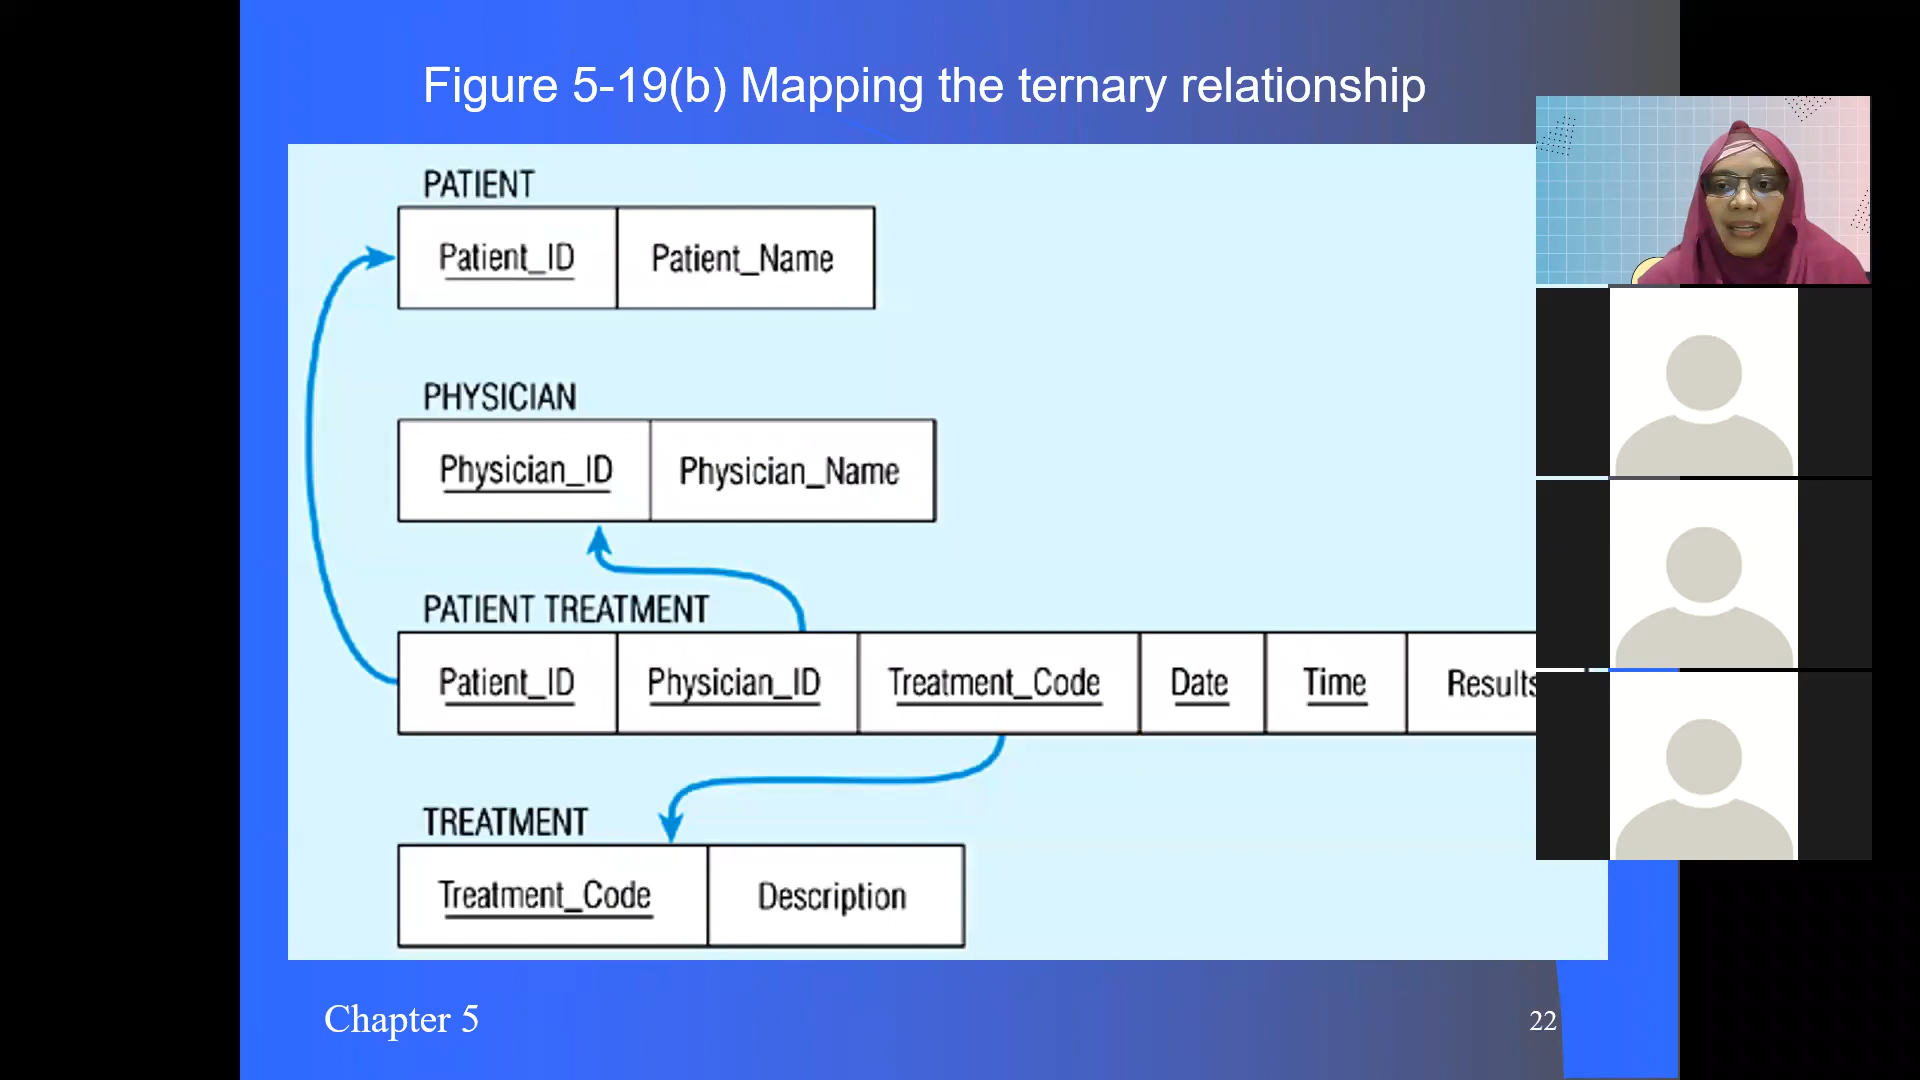 Figure 5-19(b) Mapping the ternary relationship
PATIENT
Patient_ID Patient_Name
PHYSICIAN
Physician_ID Physician_Name
PATIENT TREATMENT
Patient_ID Physician_ID Treatment_Code Date Time Results
TREATMENT
Treatment_Code Description
Chapter 5 22